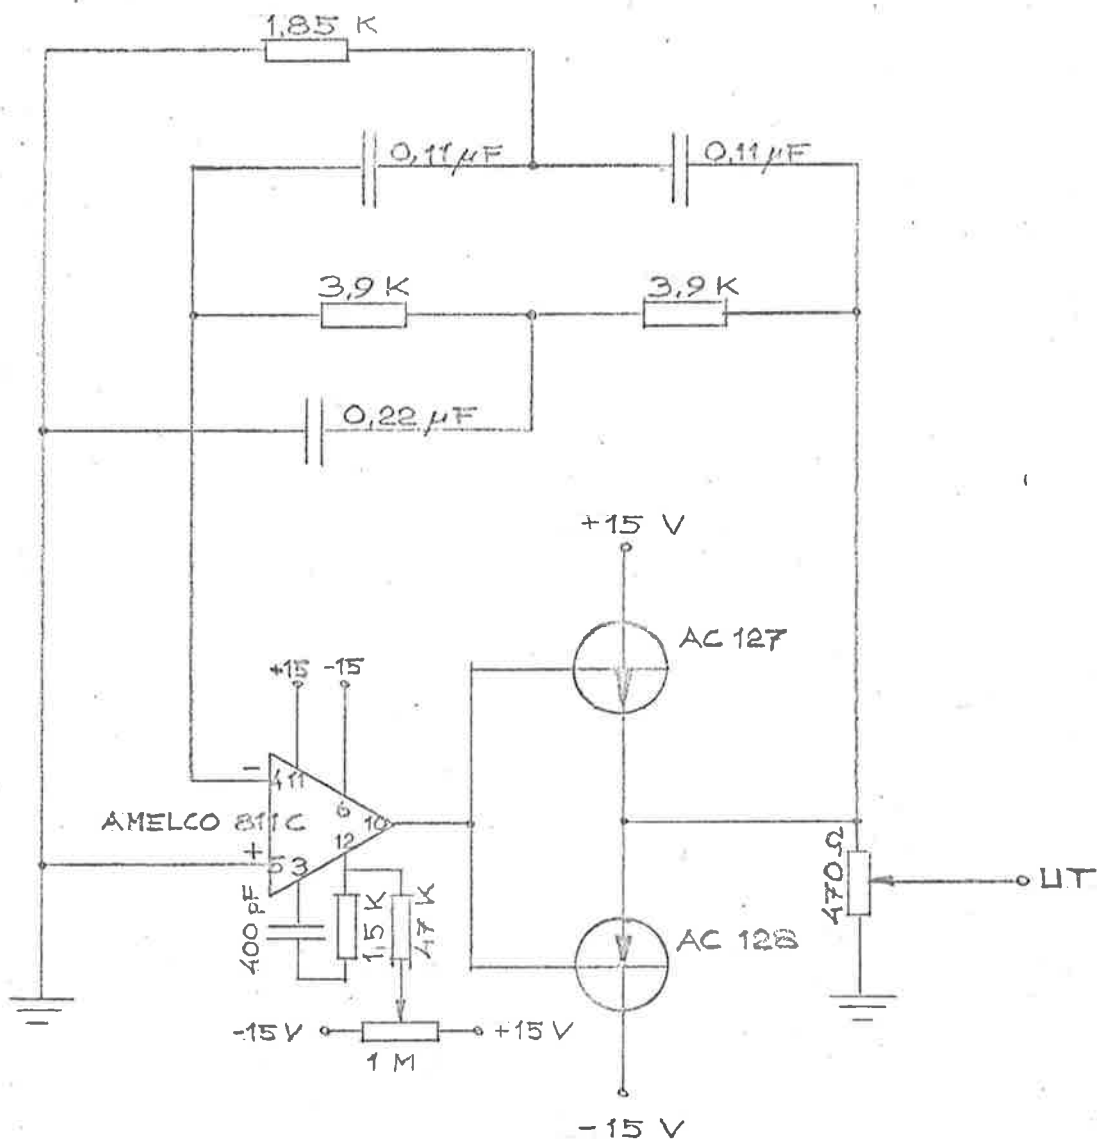 1,85 K
0,11 µF
0,11 µF
3,9 K
3,9 K
0,22 µF
+15 V
AC 127
+15
-15
-
4
11
6
AMELCO 811C
10
12
+
5
3
400 pF
1,5 K
47 K
470 Ω
UT
AC 128
-15 V
+15 V
1 M
-15 V